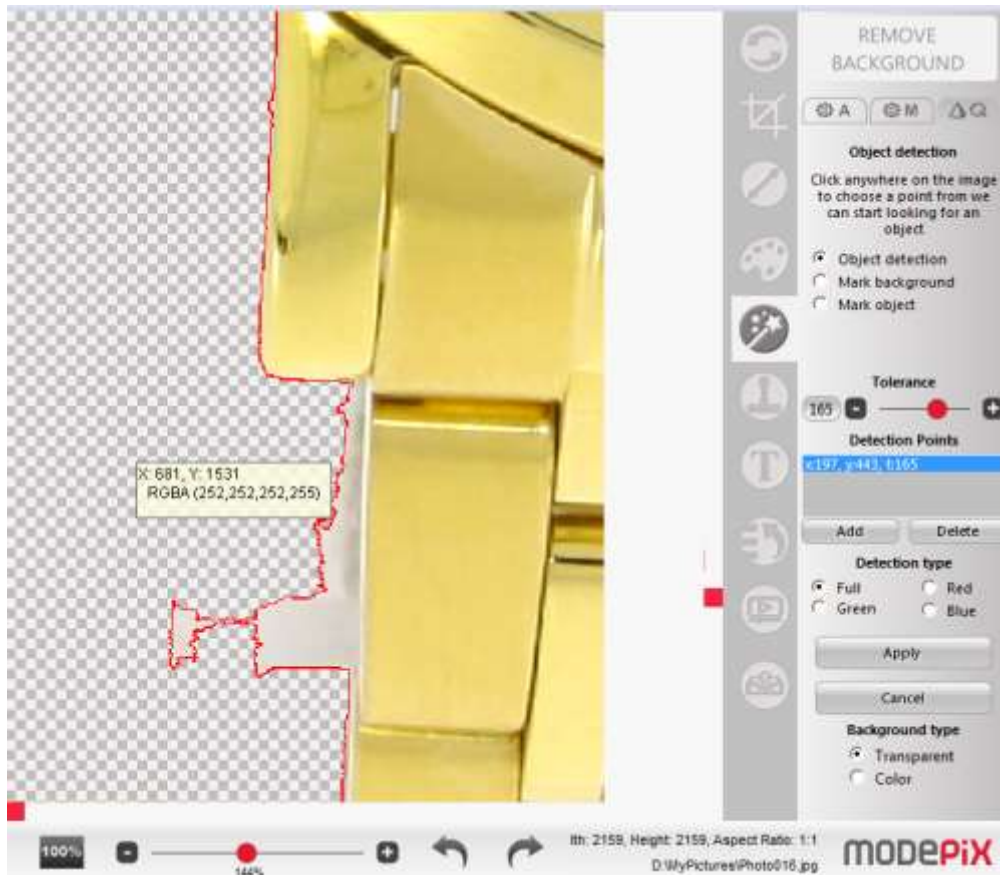 REMOVE
BACKGROUND
A
M
Object detection
Click anywhere on the image
to choose a point from we
can start looking for an
object
Object detection
Mark background
Mark object
Tolerance
165
Detection Points
x:197, y:443, t:165
Add Delete
Detection type
Full Red
Green Blue
Apply
Cancel
Background type
Transparent
Color
X: 681, Y: 1531
RGBA (252,252,252,255)
T
100%
144%
lth: 2159, Height: 2159, Aspect Ratio: 1:1
D:\MyPictures\Photo016.jpg
MODEPIX